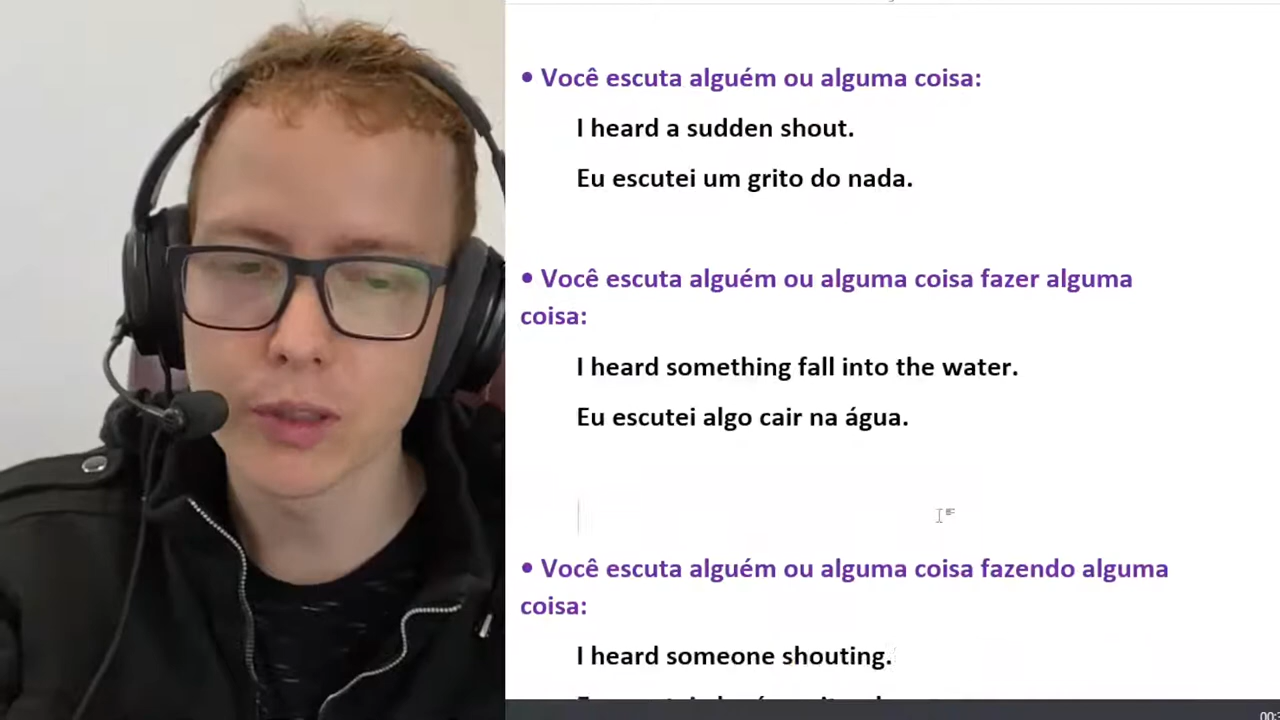 • Você escuta alguém ou alguma coisa:
I heard a sudden shout.
Eu escutei um grito do nada.
• Você escuta alguém ou alguma coisa fazer alguma
coisa:
I heard something fall into the water.
Eu escutei algo cair na água.
• Você escuta alguém ou alguma coisa fazendo alguma
coisa:
I heard someone shouting.